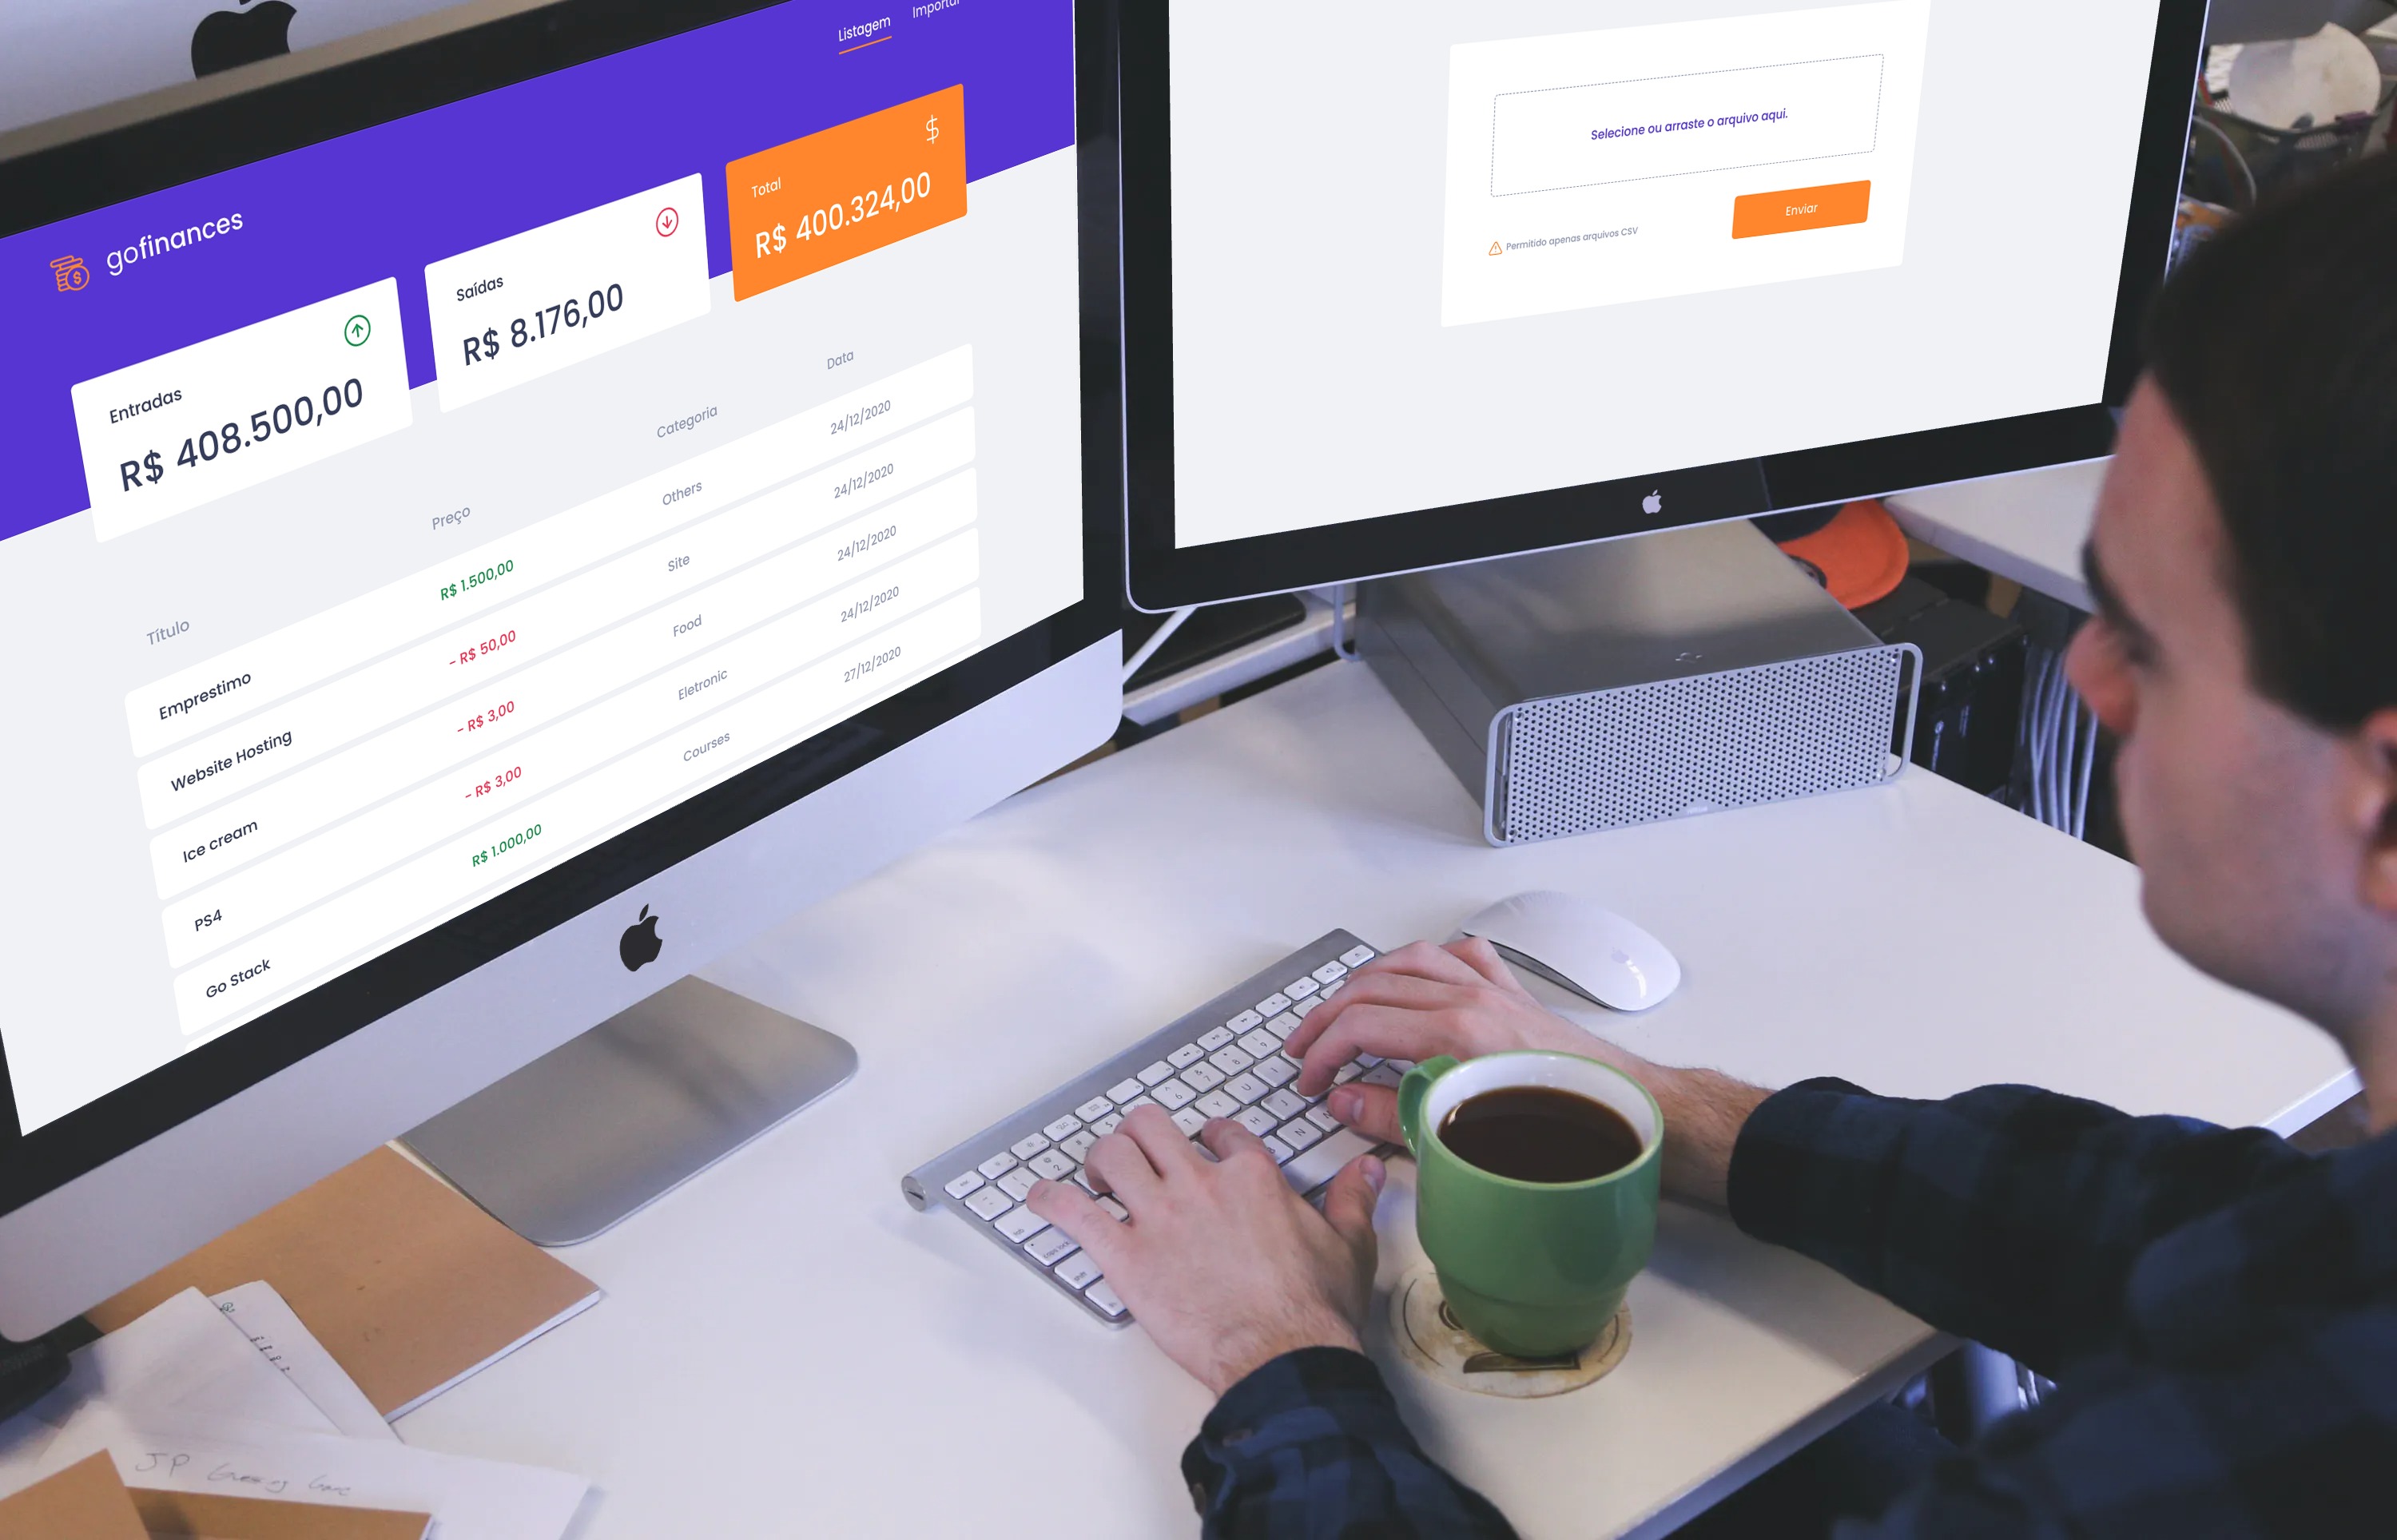 Listagem
gofinances
Entradas
R$ 408.500,00
Saídas
R$ 8.176,00
Total
$
R$ 400.324,00
Título Preço Categoria Data
Emprestimo R$ 1.500,00 Others 24/12/2020
Website Hosting - R$ 50,00 Site 24/12/2020
Ice cream - R$ 3,00 Food 24/12/2020
PS4 - R$ 3,00 Eletronic 24/12/2020
Go Stack R$ 1.000,00 Courses 27/12/2020
Selecione ou arraste o arquivo aqui.
Permitido apenas arquivos CSV
Enviar
JP